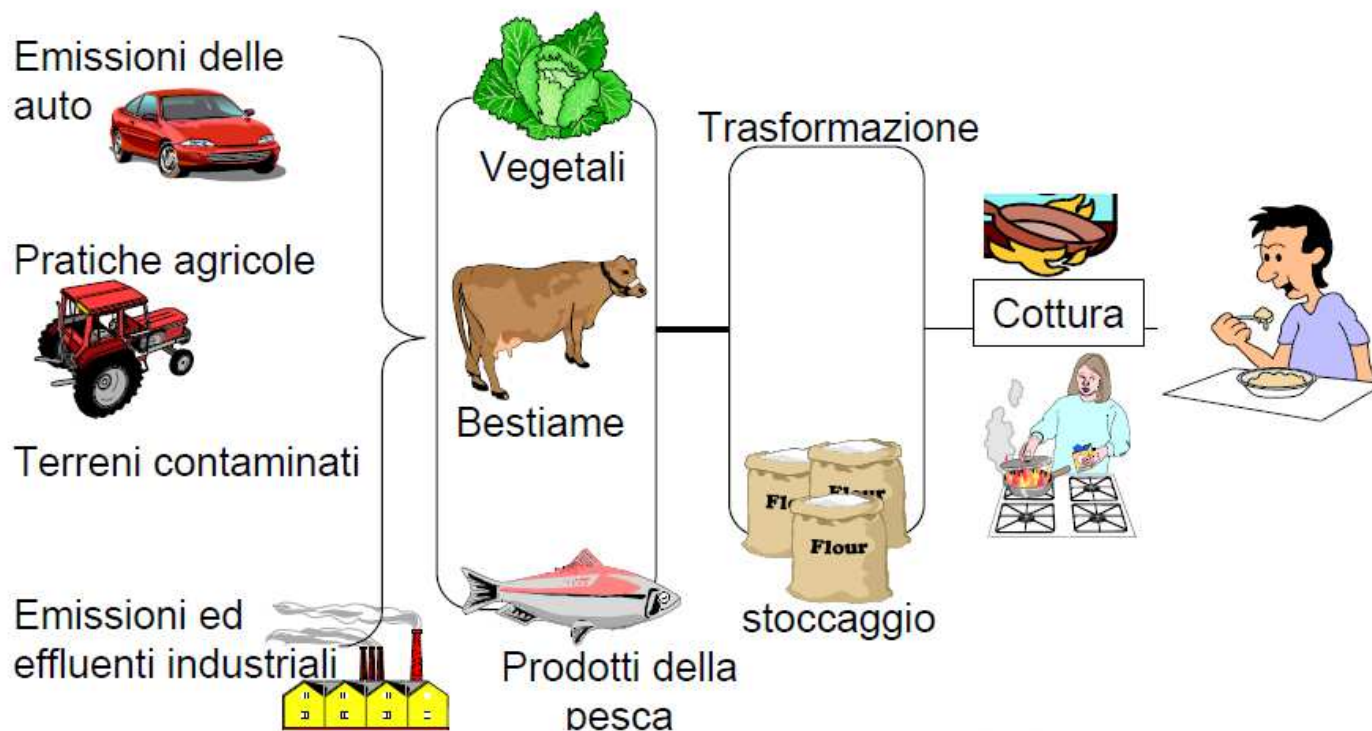 Emissioni delle
auto
Pratiche agricole
Terreni contaminati
Emissioni ed
effluenti industriali
Vegetali
Bestiame
Prodotti della
pesca
Trasformazione
Flour
Flour
Flour
stoccaggio
Cottura